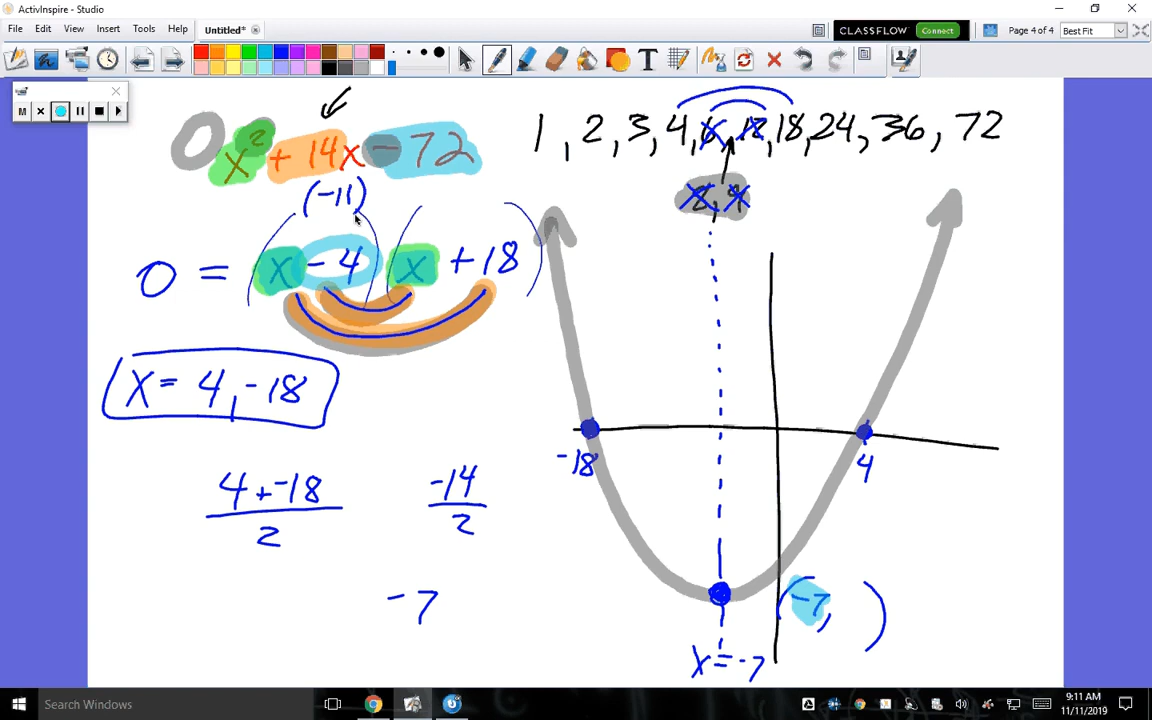 ActivInspire - Studio
File Edit View Insert Tools Help Untitled* CLASSFLOW Connect Page 4 of 4 Best Fit
M
0 x² + 14x - 72
1, 2, 3, 4, 6, 12, 18, 24, 36, 72
8, 9
(-11)
0 = (x - 4)(x + 18)
X = 4, -18
-18
4
4 + -18
2
-14
2
-7
(-7, )
x = -7
Search Windows
9:11 AM
11/11/2019